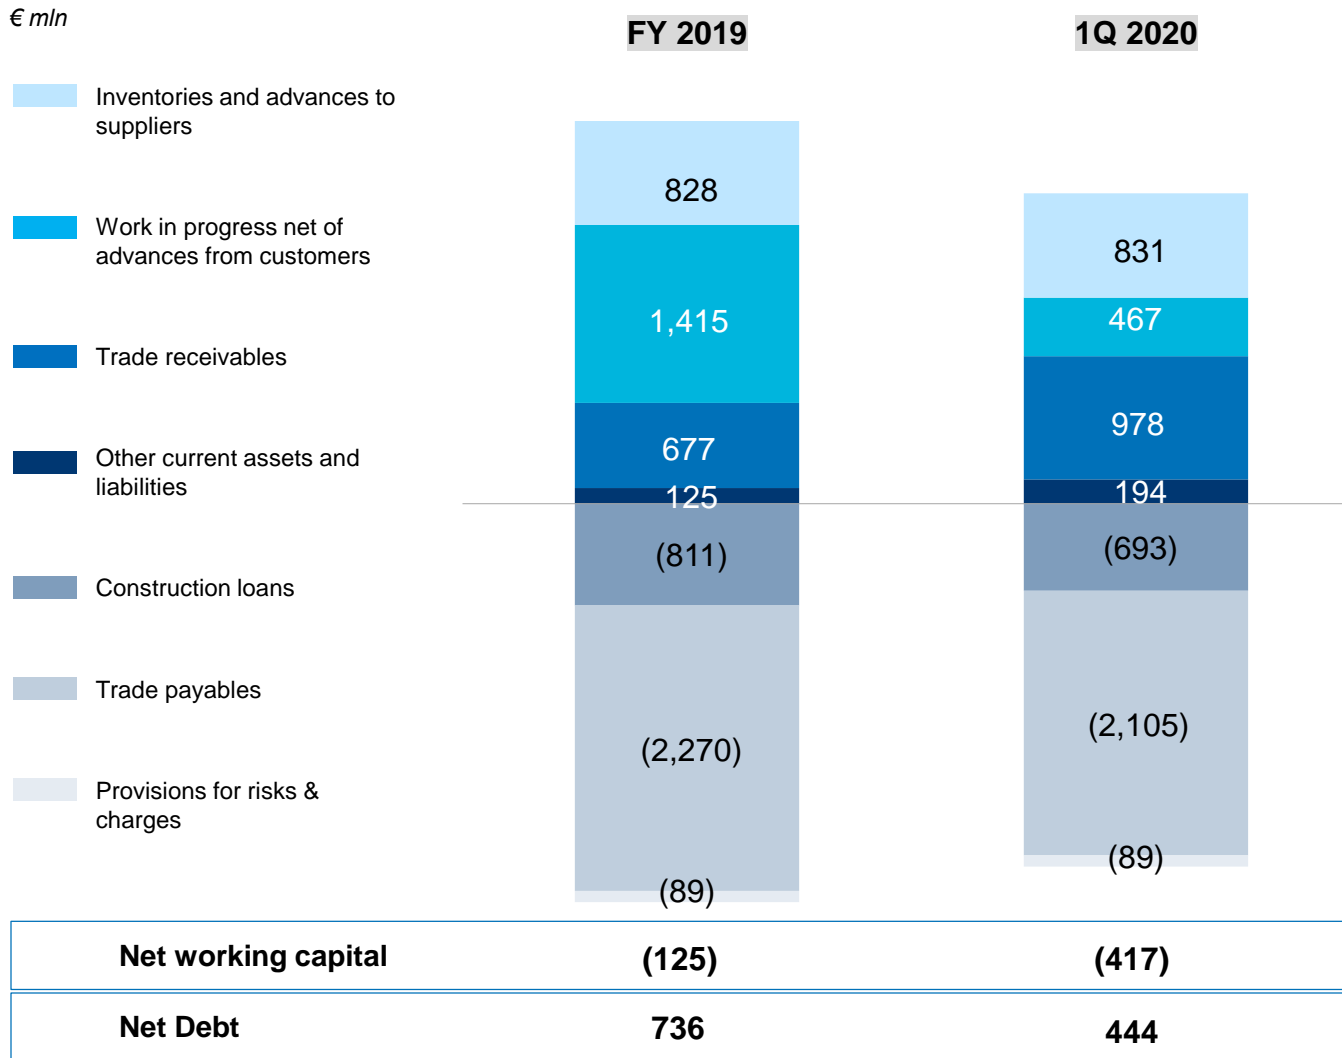 € mln
FY 2019
1Q 2020
Inventories and advances to
suppliers
828
831
Work in progress net of
advances from customers
1,415
467
Trade receivables
677
978
Other current assets and
liabilities
125
194
Construction loans
(811)
(693)
Trade payables
(2,270)
(2,105)
Provisions for risks &
charges
(89)
(89)
Net working capital
(125)
(417)
Net Debt
736
444